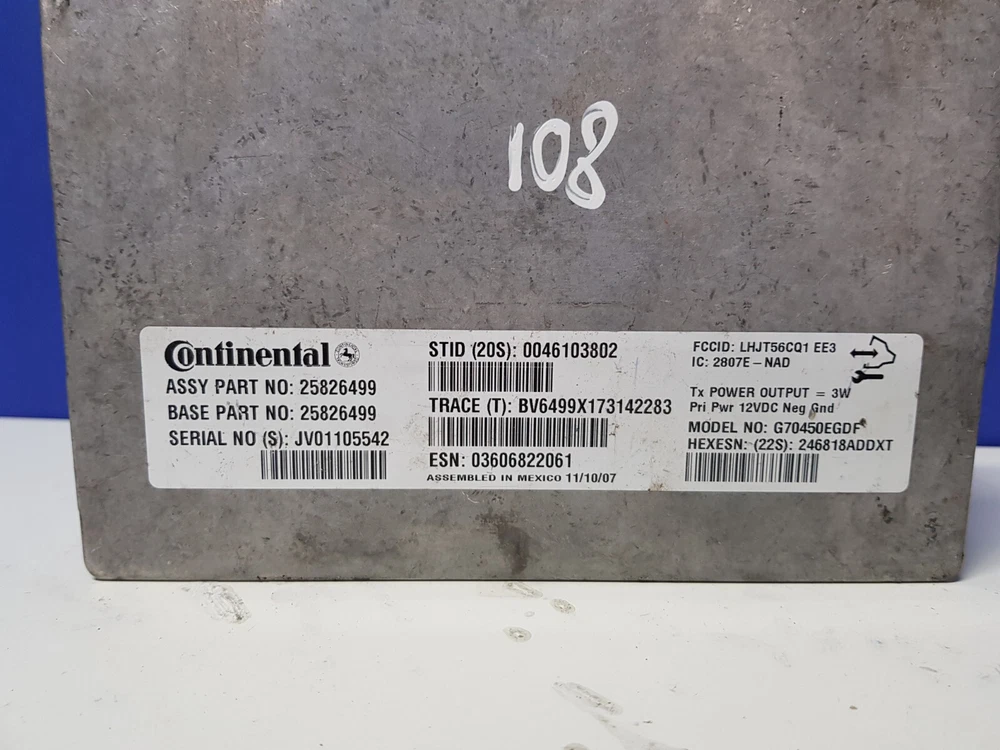 108
Continental
ASSY PART NO: 25826499
BASE PART NO: 25826499
SERIAL NO (S): JV01105542
STID (20S): 0046103802
TRACE (T): BV6499X173142283
ESN: 03606822061
ASSEMBLED IN MEXICO 11/10/07
FCCID: LHJT56CQ1 EE3
IC: 2807E-NAD
Tx POWER OUTPUT = 3W
Pri Pwr 12VDC Neg Gnd
MODEL NO: G70450EGDF
HEXESN: (22S): 246818ADDXT